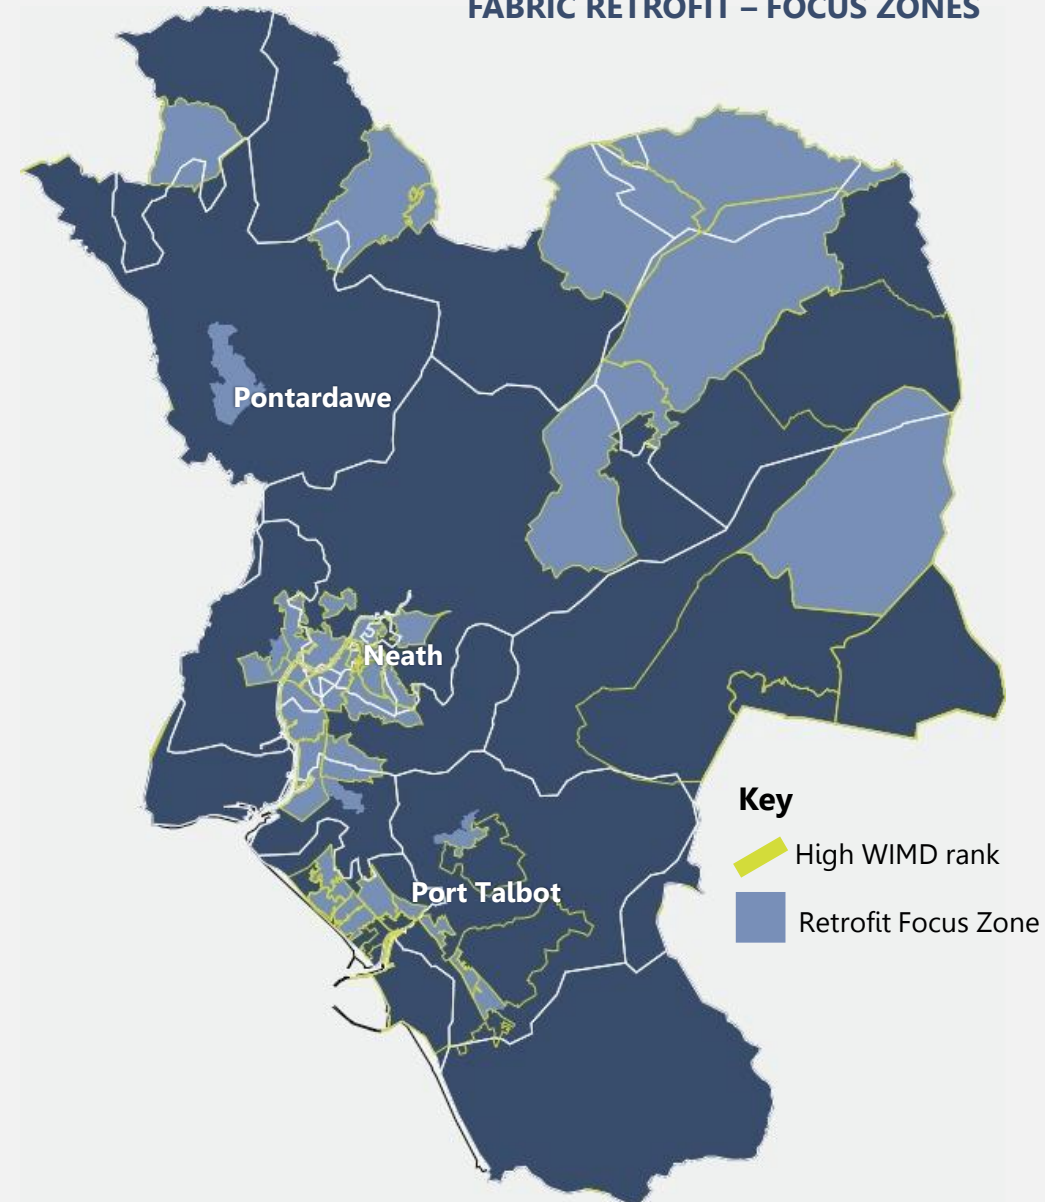 FABRIC RETROFIT – FOCUS ZONES
Pontardawe
Neath
Key
High WIMD rank
Port Talbot
Retrofit Focus Zone